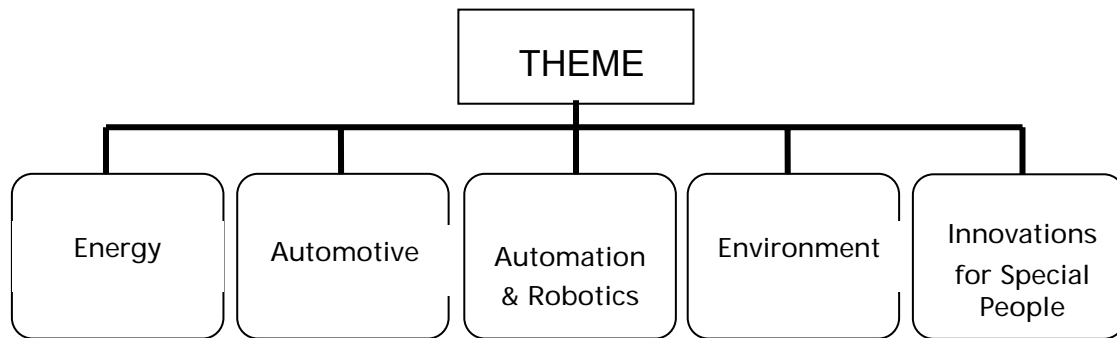 THEME
Energy
Automotive
Automation
& Robotics
Environment
Innovations
for Special
People